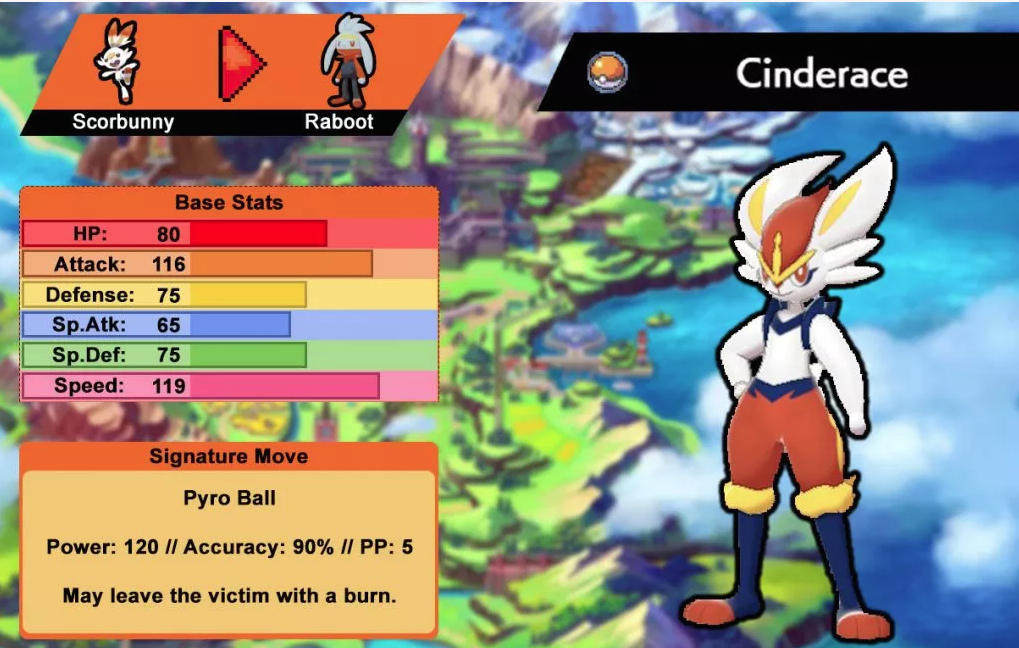 Scorbunny
Raboot
Cinderace
Base Stats
HP: 80
Attack: 116
Defense: 75
Sp.Atk: 65
Sp.Def: 75
Speed: 119
Signature Move
Pyro Ball
Power: 120 // Accuracy: 90% // PP: 5
May leave the victim with a burn.